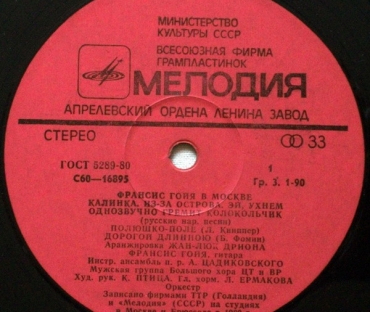 МИНИСТЕРСТВО
КУЛЬТУРЫ СССР
ВСЕСОЮЗНАЯ ФИРМА
ГРАМПЛАСТИНОК
МЕЛОДИЯ
АПРЕЛЕВСКИЙ ОРДЕНА ЛЕНИНА ЗАВОД
СТЕРЕО
33
ГОСТ 5289-80
С60—16895
1
Гр. 3. 1-90
ФРАНСИС ГОЙЯ В МОСКВЕ
КАЛИНКА. ИЗ-ЗА ОСТРОВА. ЭЙ, УХНЕМ
ОДНОЗВУЧНО ГРЕМИТ КОЛОКОЛЬЧИК
(русские нар. песни)
ПОЛЮШКО-ПОЛЕ (Л. Книппер)
ДОРОГОЙ ДЛИННОЮ (Б. Фомин)
Аранжировка ЖАН-ЛЮК ДРИОНА
ФРАНСИС ГОЙЯ, гитара
Инстр. ансамбль п/р А. ЦАДИКОВСКОГО
Мужская группа Большого хора ЦТ и ВР
Худ. рук. К. ПТИЦА. Гл. хорм. Л. ЕРМАКОВА
Оркестр
Записано фирмами ТТР (Голландия)
и «Мелодия» (СССР) на студиях